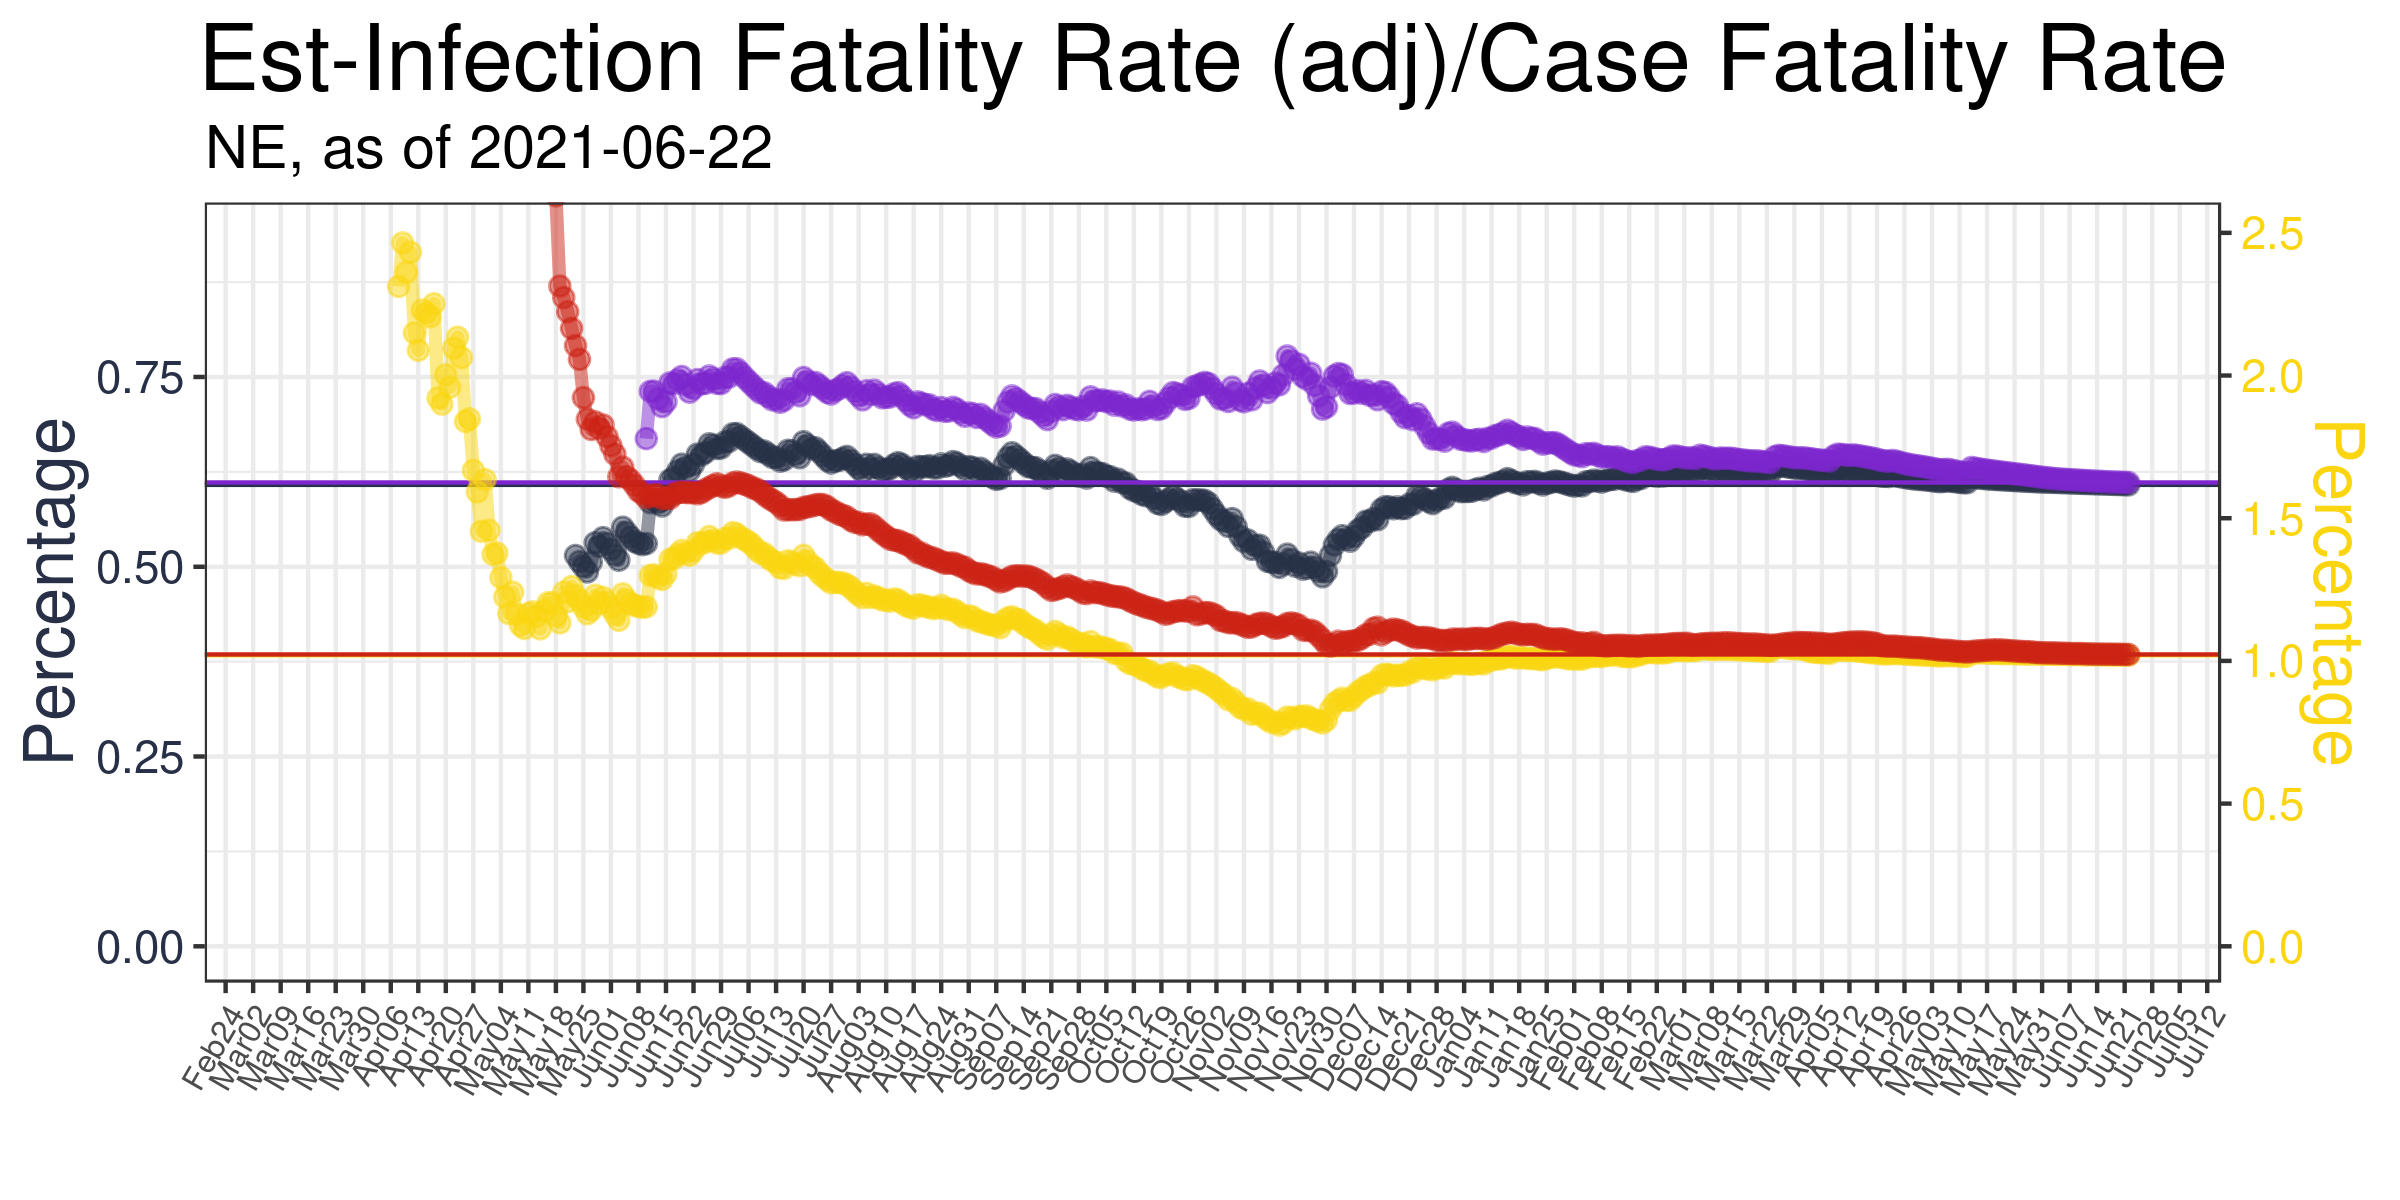 Est-Infection Fatality Rate (adj)/Case Fatality Rate
NE, as of 2021-06-22
Percentage
0.75
0.50
0.25
0.00
2.5
2.0
1.5
1.0
0.5
0.0
Percentage
Feb24
Mar02
Mar09
Mar16
Mar23
Mar30
Apr06
Apr13
Apr20
Apr27
May04
May11
May18
May25
Jun01
Jun08
Jun15
Jun22
Jun29
Jul06
Jul13
Jul20
Jul27
Aug03
Aug10
Aug17
Aug24
Aug31
Sep07
Sep14
Sep21
Sep28
Oct05
Oct12
Oct19
Oct26
Nov02
Nov09
Nov16
Nov23
Nov30
Dec07
Dec14
Dec21
Dec28
Jan04
Jan11
Jan18
Jan25
Feb01
Feb08
Feb15
Feb22
Mar01
Mar08
Mar15
Mar22
Mar29
Apr05
Apr12
Apr19
Apr26
May03
May10
May17
May24
May31
Jun07
Jun14
Jun21
Jun28
Jul05
Jul12